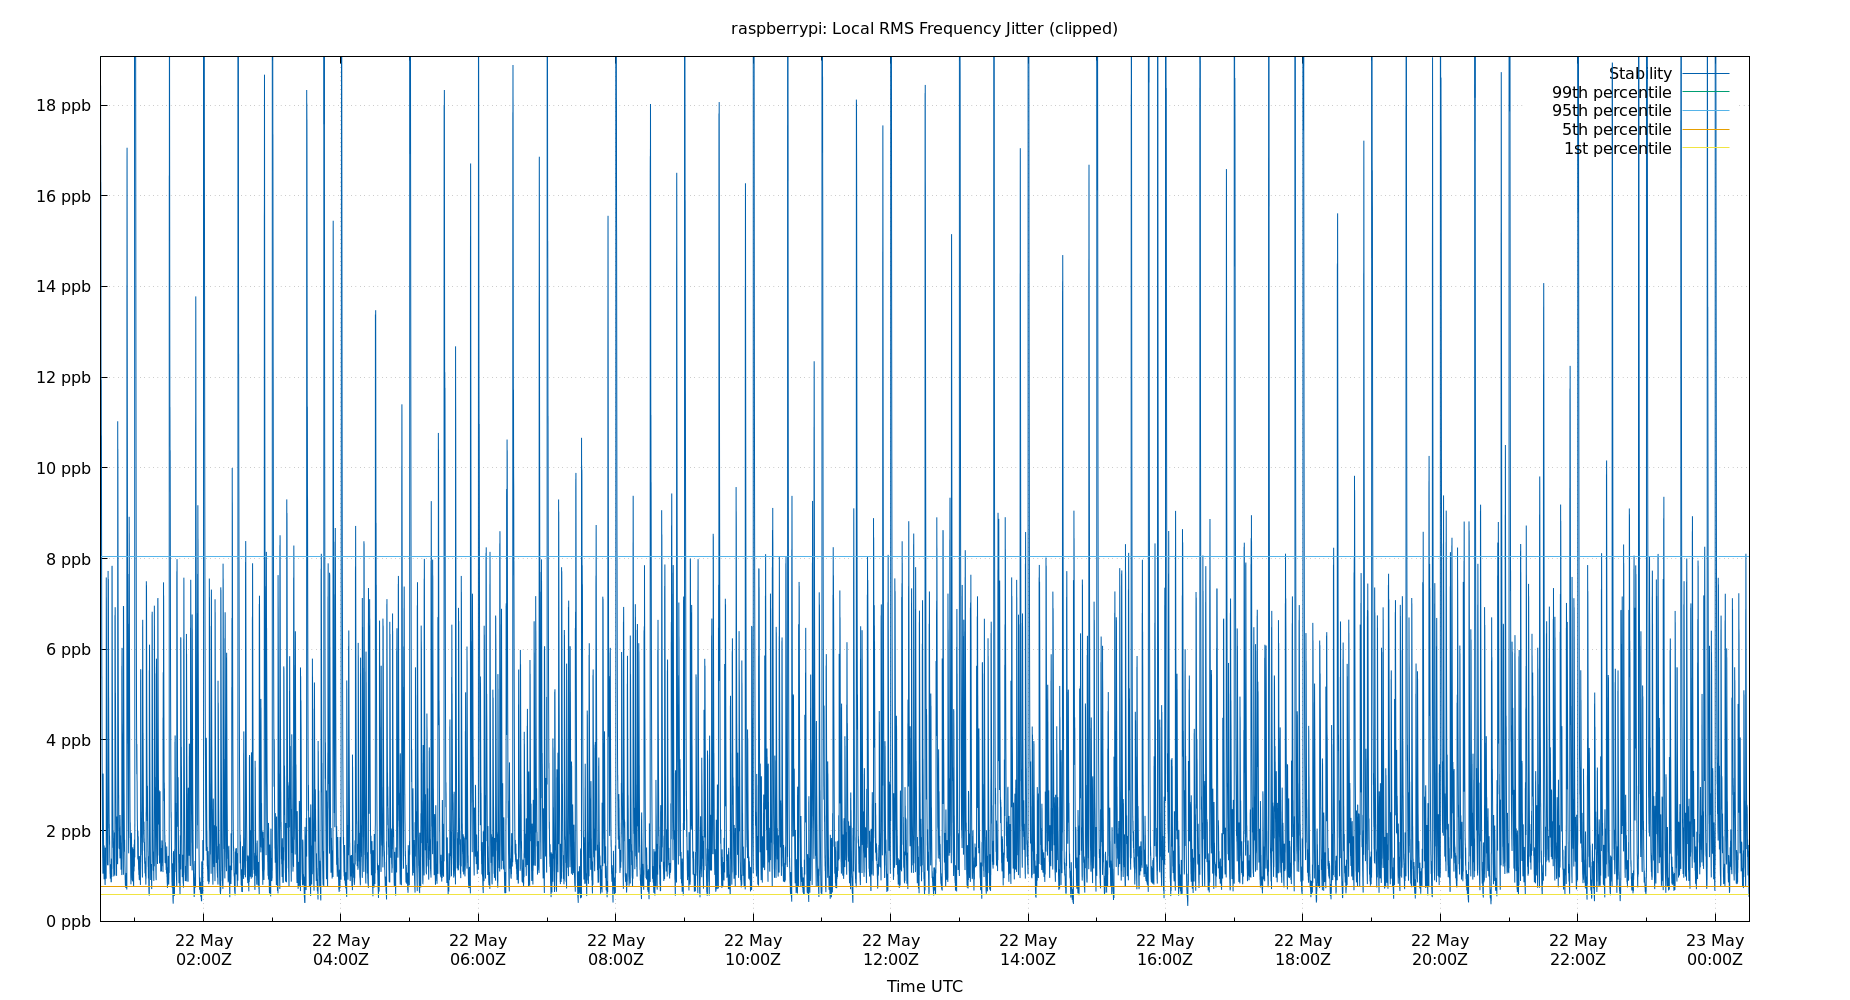 raspberrypi: Local RMS Frequency Jitter (clipped)
Stability
99th percentile
95th percentile
5th percentile
1st percentile
18 ppb
16 ppb
14 ppb
12 ppb
10 ppb
8 ppb
6 ppb
4 ppb
2 ppb
0 ppb
22 May 22 May 22 May 22 May 22 May 22 May 22 May 22 May 22 May 22 May 22 May 23 May
02:00Z 04:00Z 06:00Z 08:00Z 10:00Z 12:00Z 14:00Z 16:00Z 18:00Z 20:00Z 22:00Z 00:00Z
Time UTC